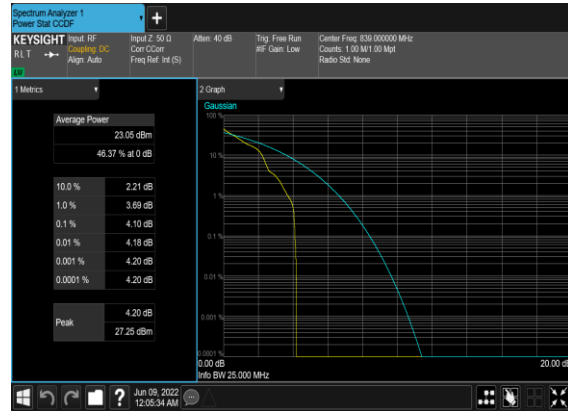 Spectrum Analyzer 1
Power Stat CCDF
+
KEYSIGHT
Input: RF
Input Z: 50 Ω
Atten: 40 dB
Trig: Free Run
Center Freq: 839.000000 MHz
RLT
Coupling: DC
Corr CCorr
#IF Gain: Low
Counts: 1.00 M/1.00 Mpt
Align: Auto
Freq Ref: Int (S)
Radio Std: None
1 Metrics
Average Power
23.05 dBm
46.37 % at 0 dB
10.0 % 2.21 dB
1.0 % 3.69 dB
0.1 % 4.10 dB
0.01 % 4.18 dB
0.001 % 4.20 dB
0.0001 % 4.20 dB
Peak
4.20 dB
27.25 dBm
2 Graph
Gaussian
100 %
10 %
1 %
0.1 %
0.01 %
0.001 %
0.0001 %
0.00 dB
20.00 dB
Info BW 25.000 MHz
?
Jun 09, 2022
12:05:34 AM